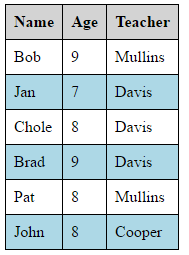 Name Age Teacher
Bob 9 Mullins
Jan 7 Davis
Chole 8 Davis
Brad 9 Davis
Pat 8 Mullins
John 8 Cooper